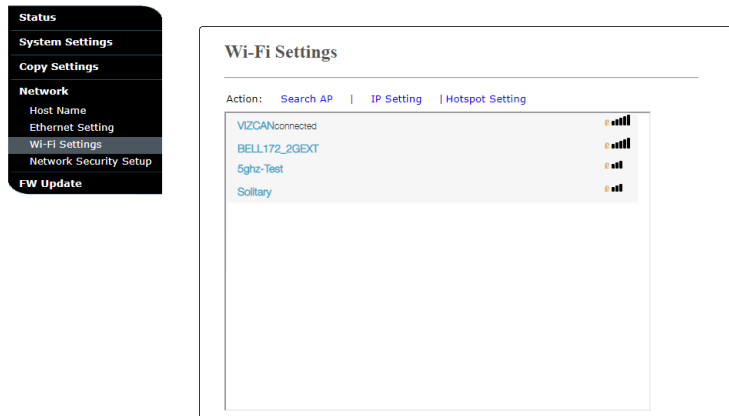 Status
System Settings
Copy Settings
Network
Host Name
Ethernet Setting
Wi-Fi Settings
Network Security Setup
FW Update
Wi-Fi Settings
Action: Search AP | IP Setting | Hotspot Setting
VIZCANconnected
BELL172_2GEXT
5ghz-Test
Solitary